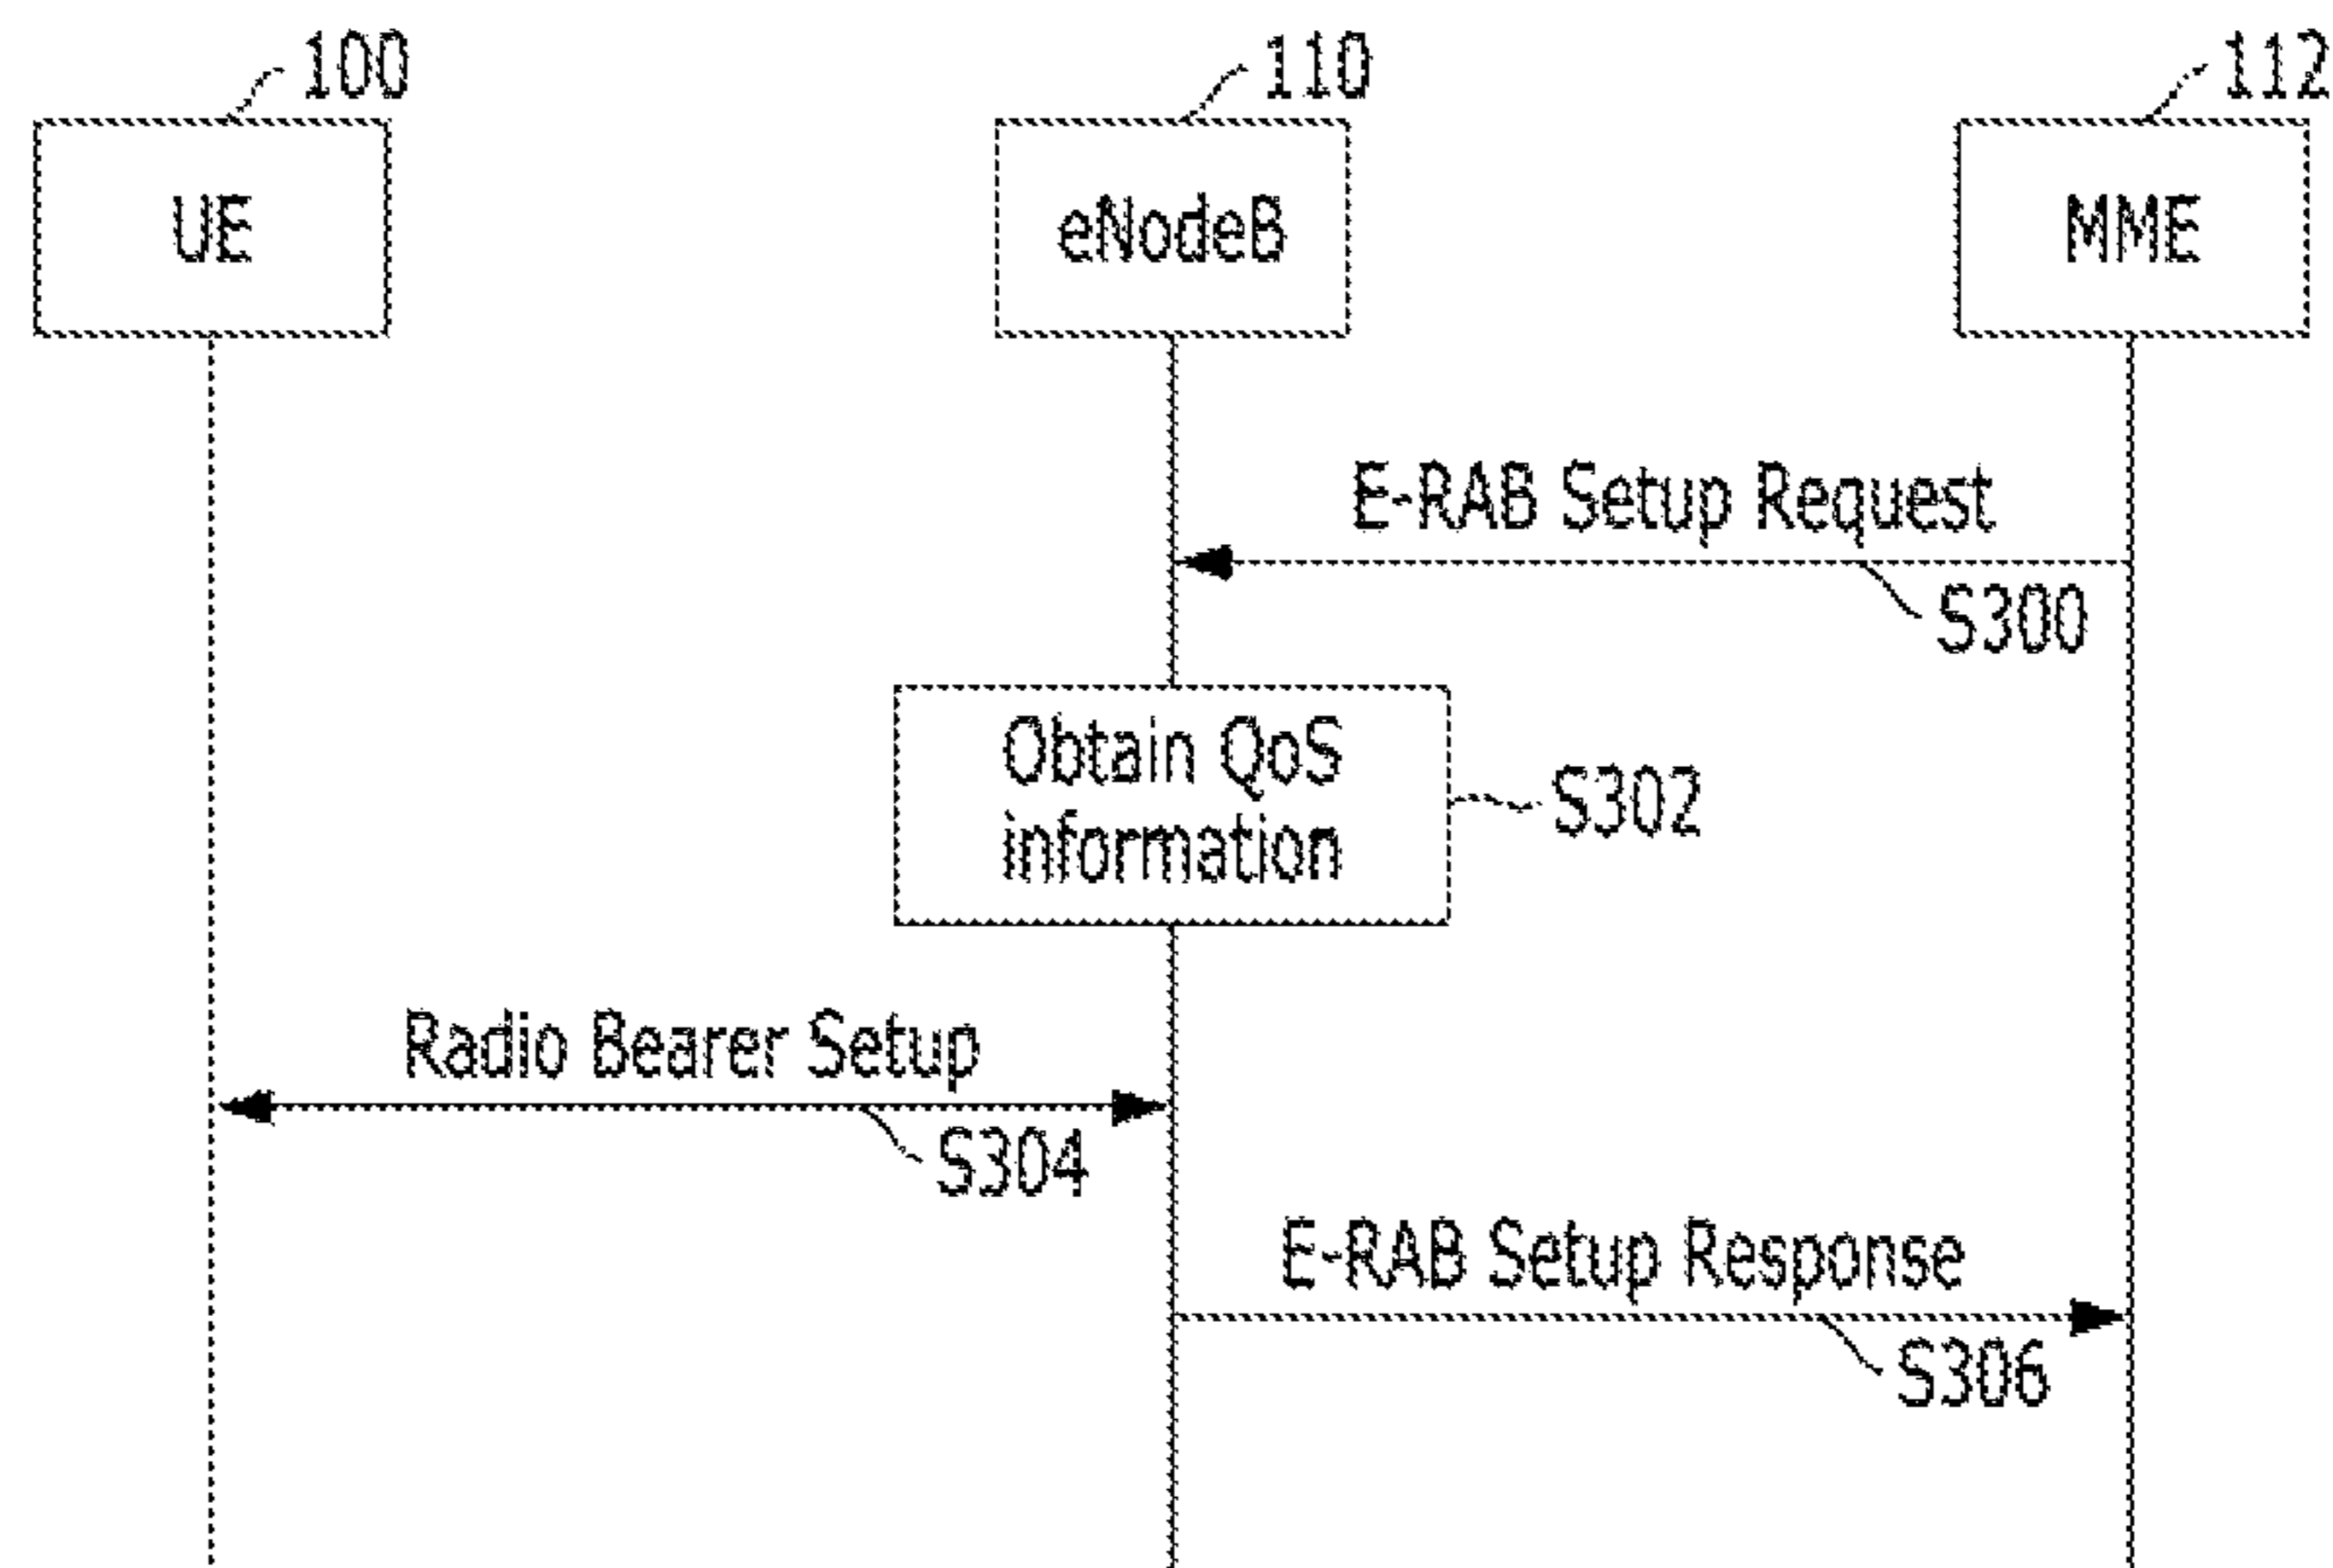 100
110
112
UE
eNodeB
MME
E-RAB Setup Request
S300
Obtain QoS
information
S302
Radio Bearer Setup
S304
E-RAB Setup Response
S306